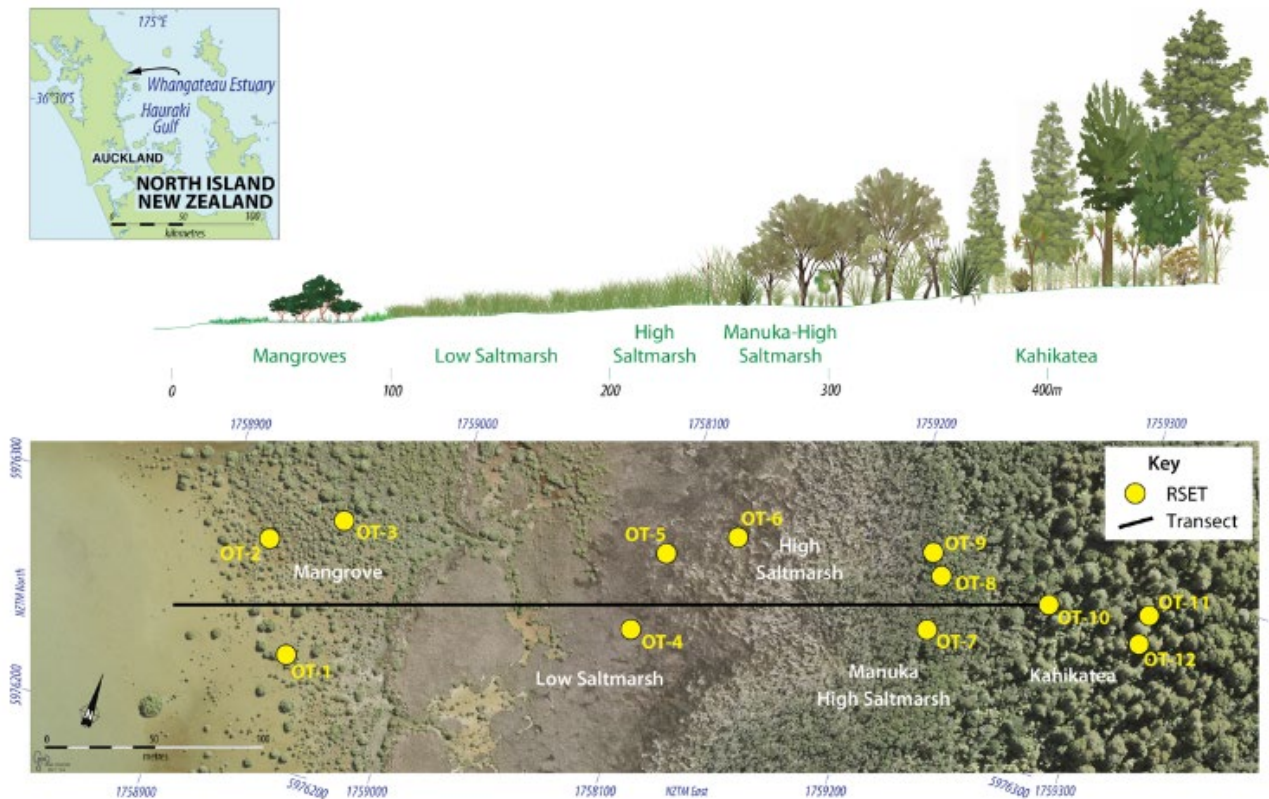 175°E
36°30'S
Whangateau Estuary
Hauraki
Gulf
AUCKLAND
NORTH ISLAND
NEW ZEALAND
0 50 100
kilometres
Mangroves
Low Saltmarsh
High
Saltmarsh
Manuka-High
Saltmarsh
Kahikatea
0 100 200 300 400m
1758900 1759000 1758100 1759200 1759300
5976300
NZTM North
5976200
Key
RSET
Transect
OT-2
OT-3
Mangrove
OT-1
OT-5
OT-6
High
Saltmarsh
OT-4
Low Saltmarsh
OT-9
OT-8
OT-7
Manuka
High Saltmarsh
OT-10
OT-11
OT-12
Kahikatea
N
0 50 100
metres
1758900 5976200 1759000 1758100 NZTM East 1759200 5976300 1759300